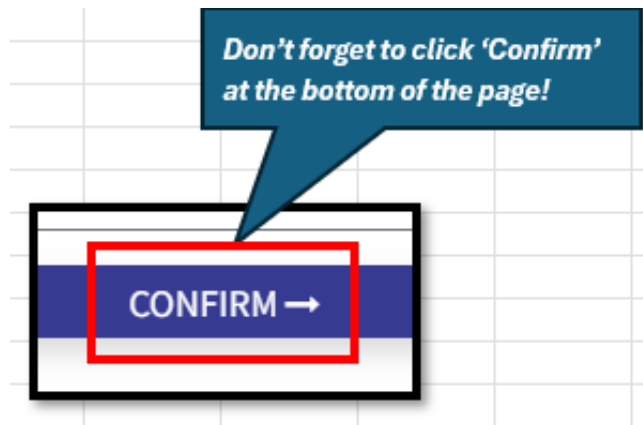 Don't forget to click 'Confirm'
at the bottom of the page!
CONFIRM→